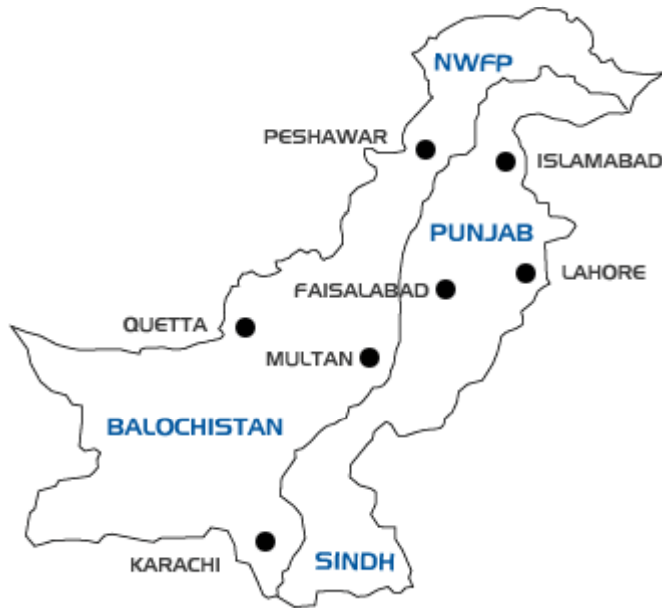 NWFP
PESHAWAR
ISLAMABAD
PUNJAB
LAHORE
FAISALABAD
QUETTA
MULTAN
BALOCHISTAN
KARACHI
SINDH